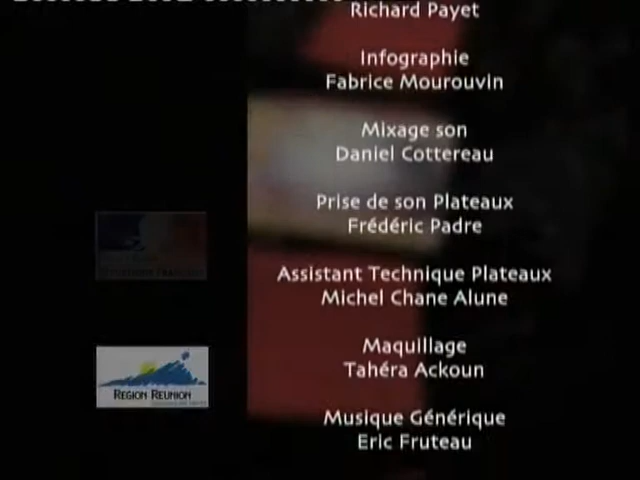 Richard Payet
Infographie
Fabrice Mourouvin
Mixage son
Daniel Cottereau
Prise de son Plateaux
Frédéric Padre
Assistant Technique Plateaux
Michel Chane Alune
Maquillage
Tahéra Ackoun
Musique Générique
Eric Fruteau
REGION REUNION